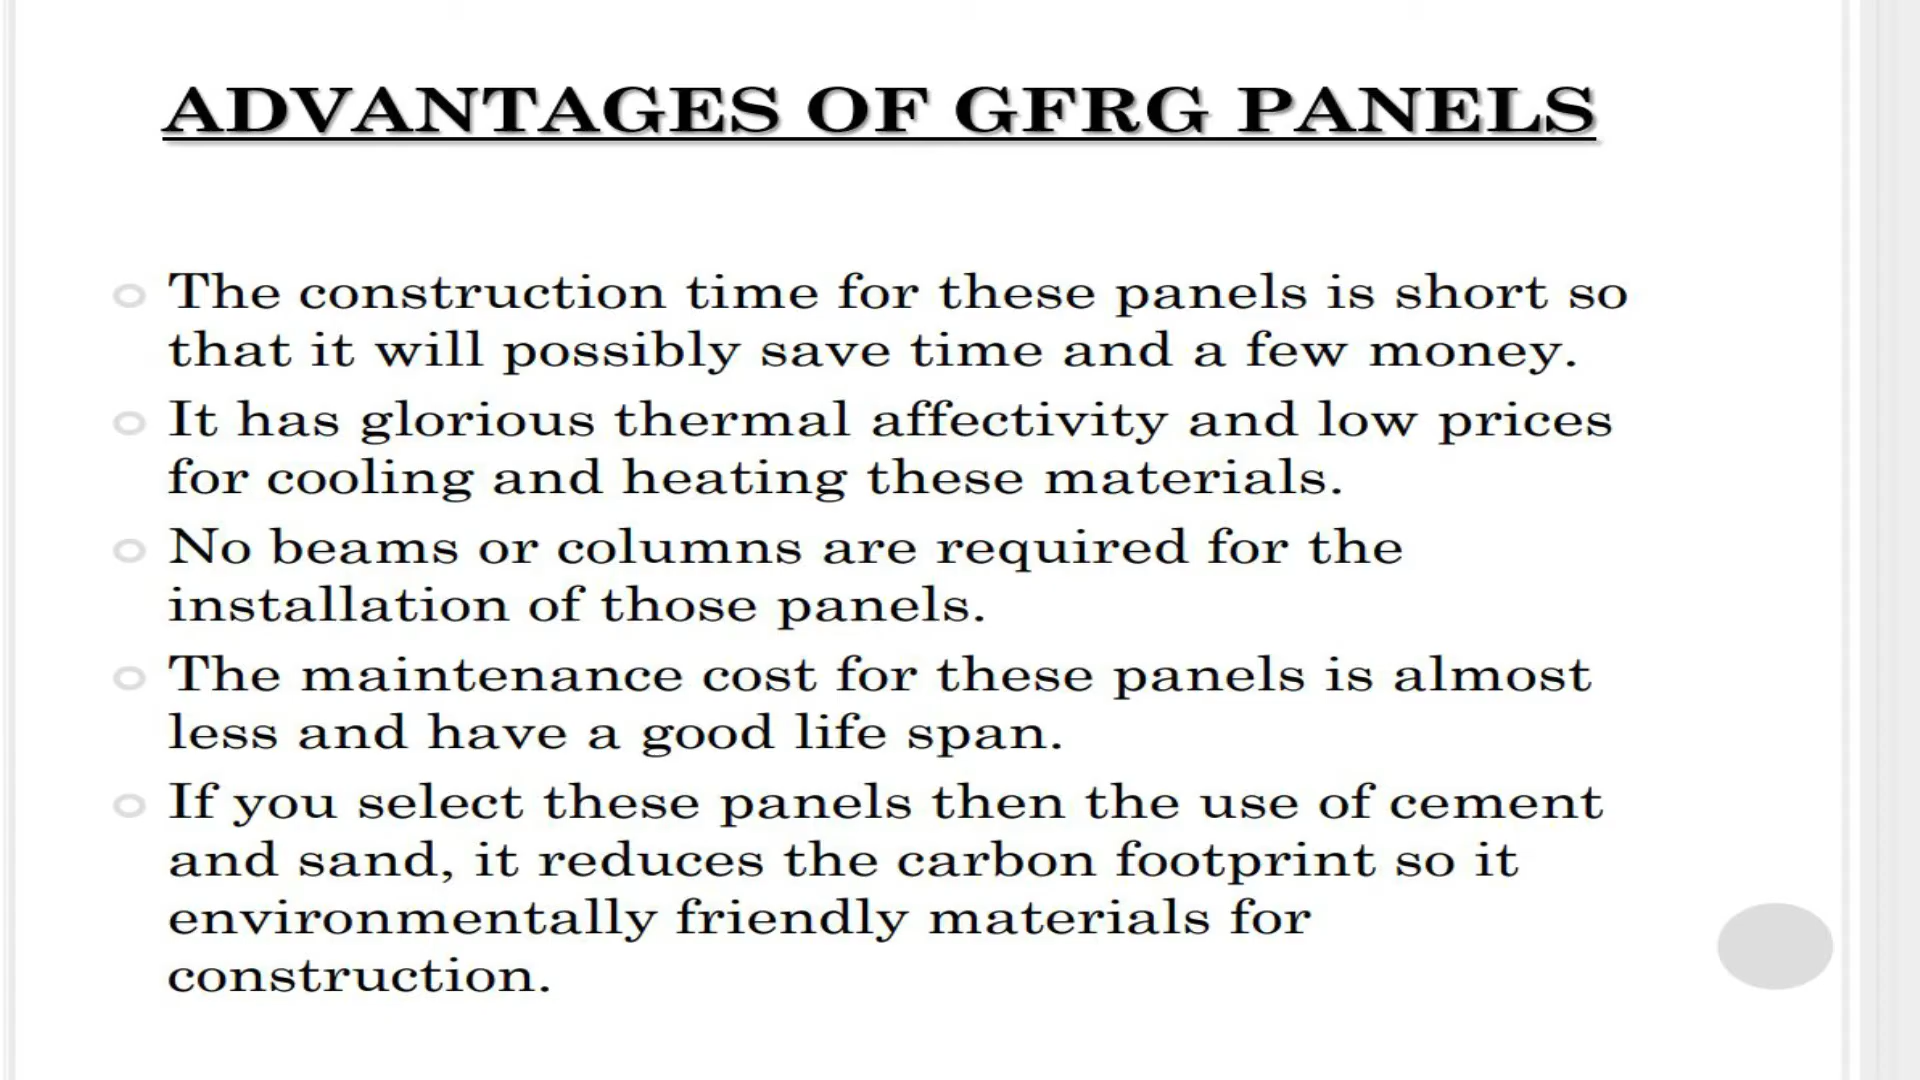 ADVANTAGES OF GFRG PANELS
The construction time for these panels is short so
that it will possibly save time and a few money.
It has glorious thermal affectivity and low prices
for cooling and heating these materials.
No beams or columns are required for the
installation of those panels.
The maintenance cost for these panels is almost
less and have a good life span.
If you select these panels then the use of cement
and sand, it reduces the carbon footprint so it
environmentally friendly materials for
construction.